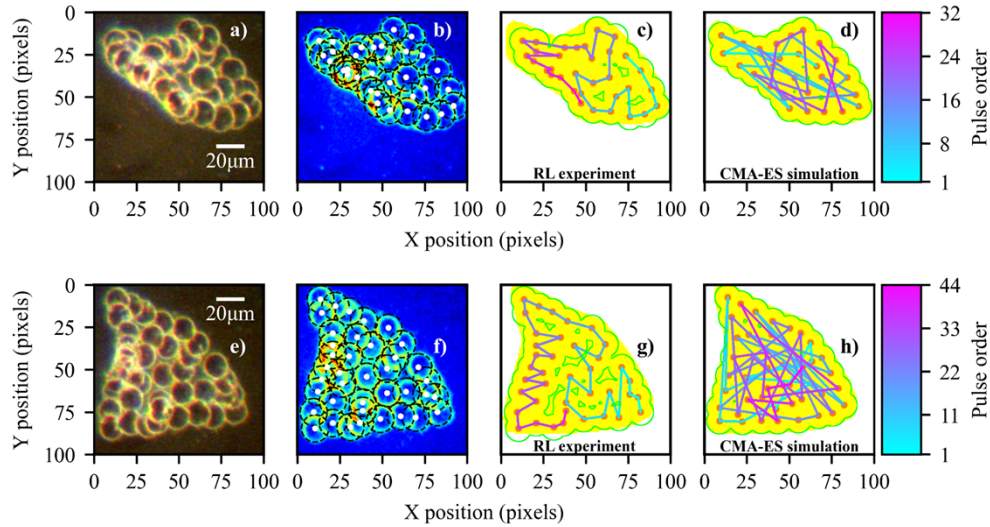 a)
b)
c)
d)
0
25
50
75
100
Y position (pixels)
20μm
RL experiment
CMA-ES simulation
0 25 50 75 100
0 25 50 75 100
0 25 50 75 100
0 25 50 75 100
X position (pixels)
32
24
16
8
1
Pulse order
e)
f)
g)
h)
0
25
50
75
100
Y position (pixels)
20μm
RL experiment
CMA-ES simulation
0 25 50 75 100
0 25 50 75 100
0 25 50 75 100
0 25 50 75 100
X position (pixels)
44
33
22
11
1
Pulse order